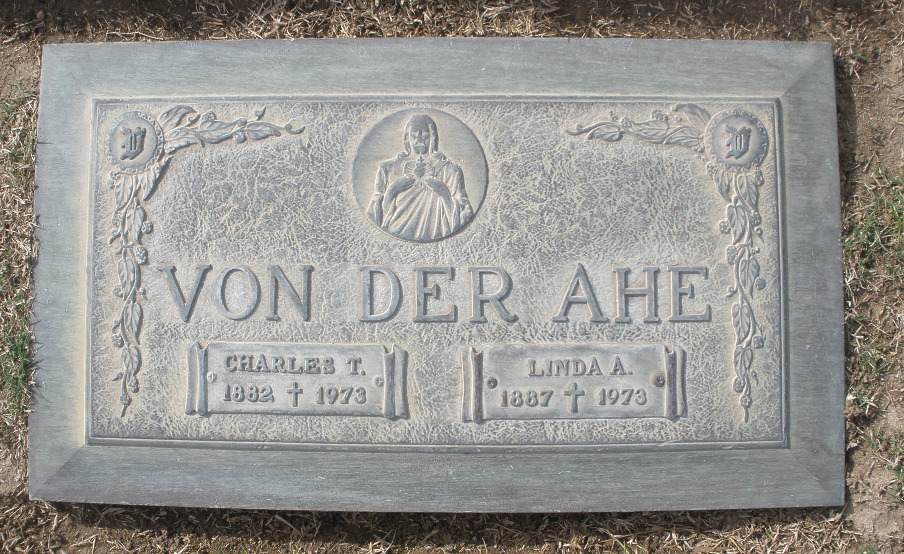 V V
VON DER AHE
CHARLES T. LINDA A.
1882 † 1973 1887 † 1973